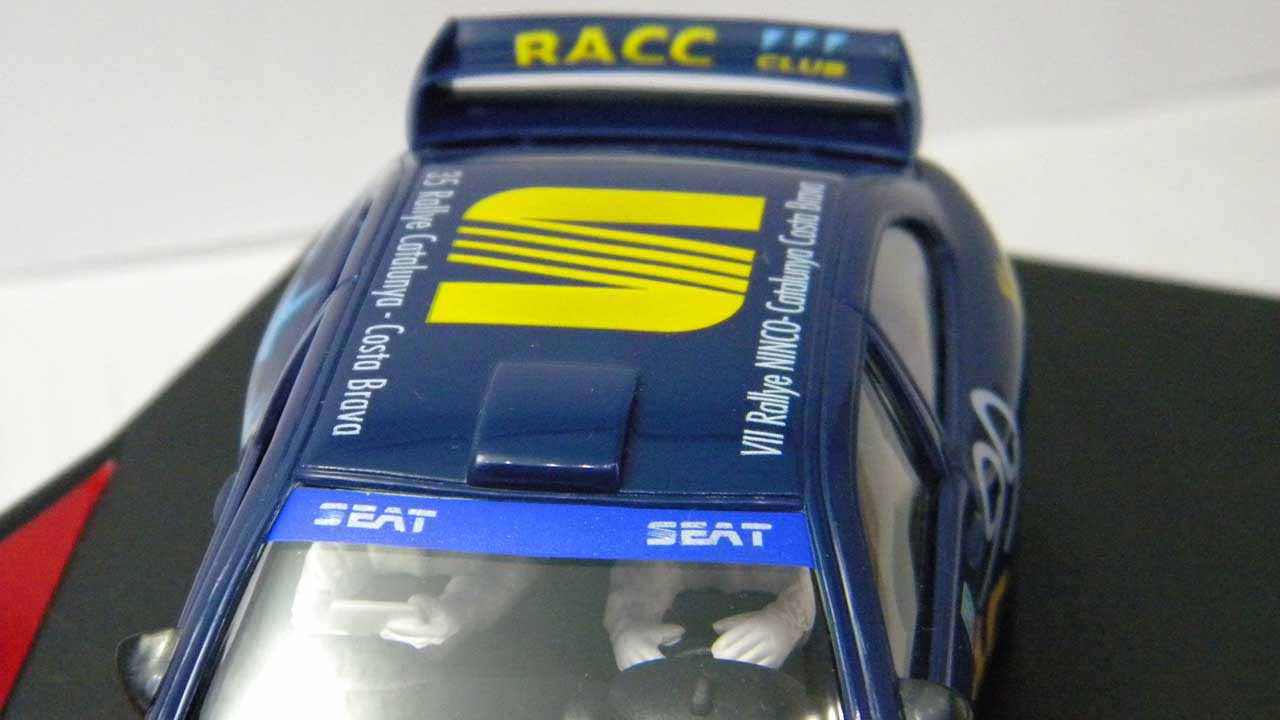 RACC
CLUB
35 Rallye Catalunya - Costa Brava
VII Rallye NINCO-Catalunya Costa Brava
SEAT
SEAT